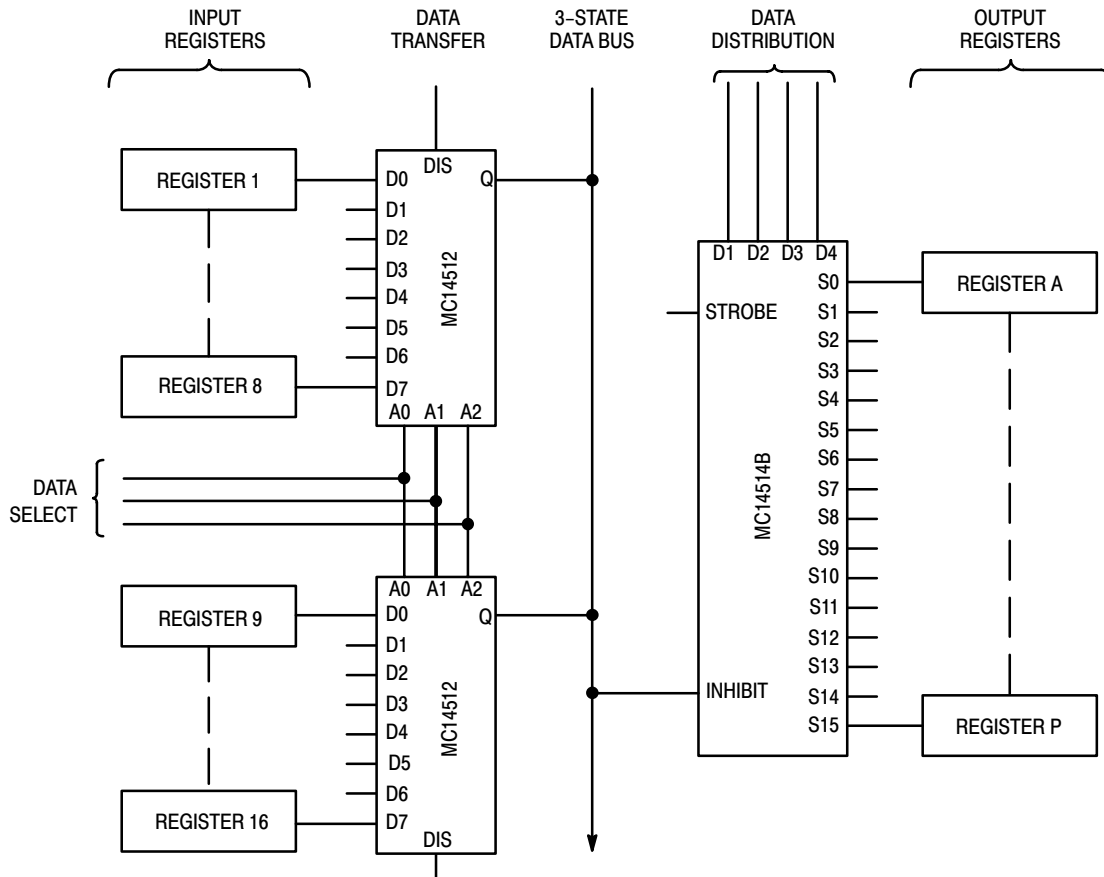 INPUT
REGISTERS
DATA
TRANSFER
3–STATE
DATA BUS
DATA
DISTRIBUTION
OUTPUT
REGISTERS
REGISTER 1
REGISTER 8
DIS
D0
Q
D1
D2
D3
D4
D5
D6
D7
MC14512
A0 A1 A2
DATA
SELECT
REGISTER 9
REGISTER 16
A0 A1 A2
D0
Q
D1
D2
D3
D4
D5
D6
D7
MC14512
DIS
D1 D2 D3 D4
STROBE
INHIBIT
MC14514B
S0
S1
S2
S3
S4
S5
S6
S7
S8
S9
S10
S11
S12
S13
S14
S15
REGISTER A
REGISTER P